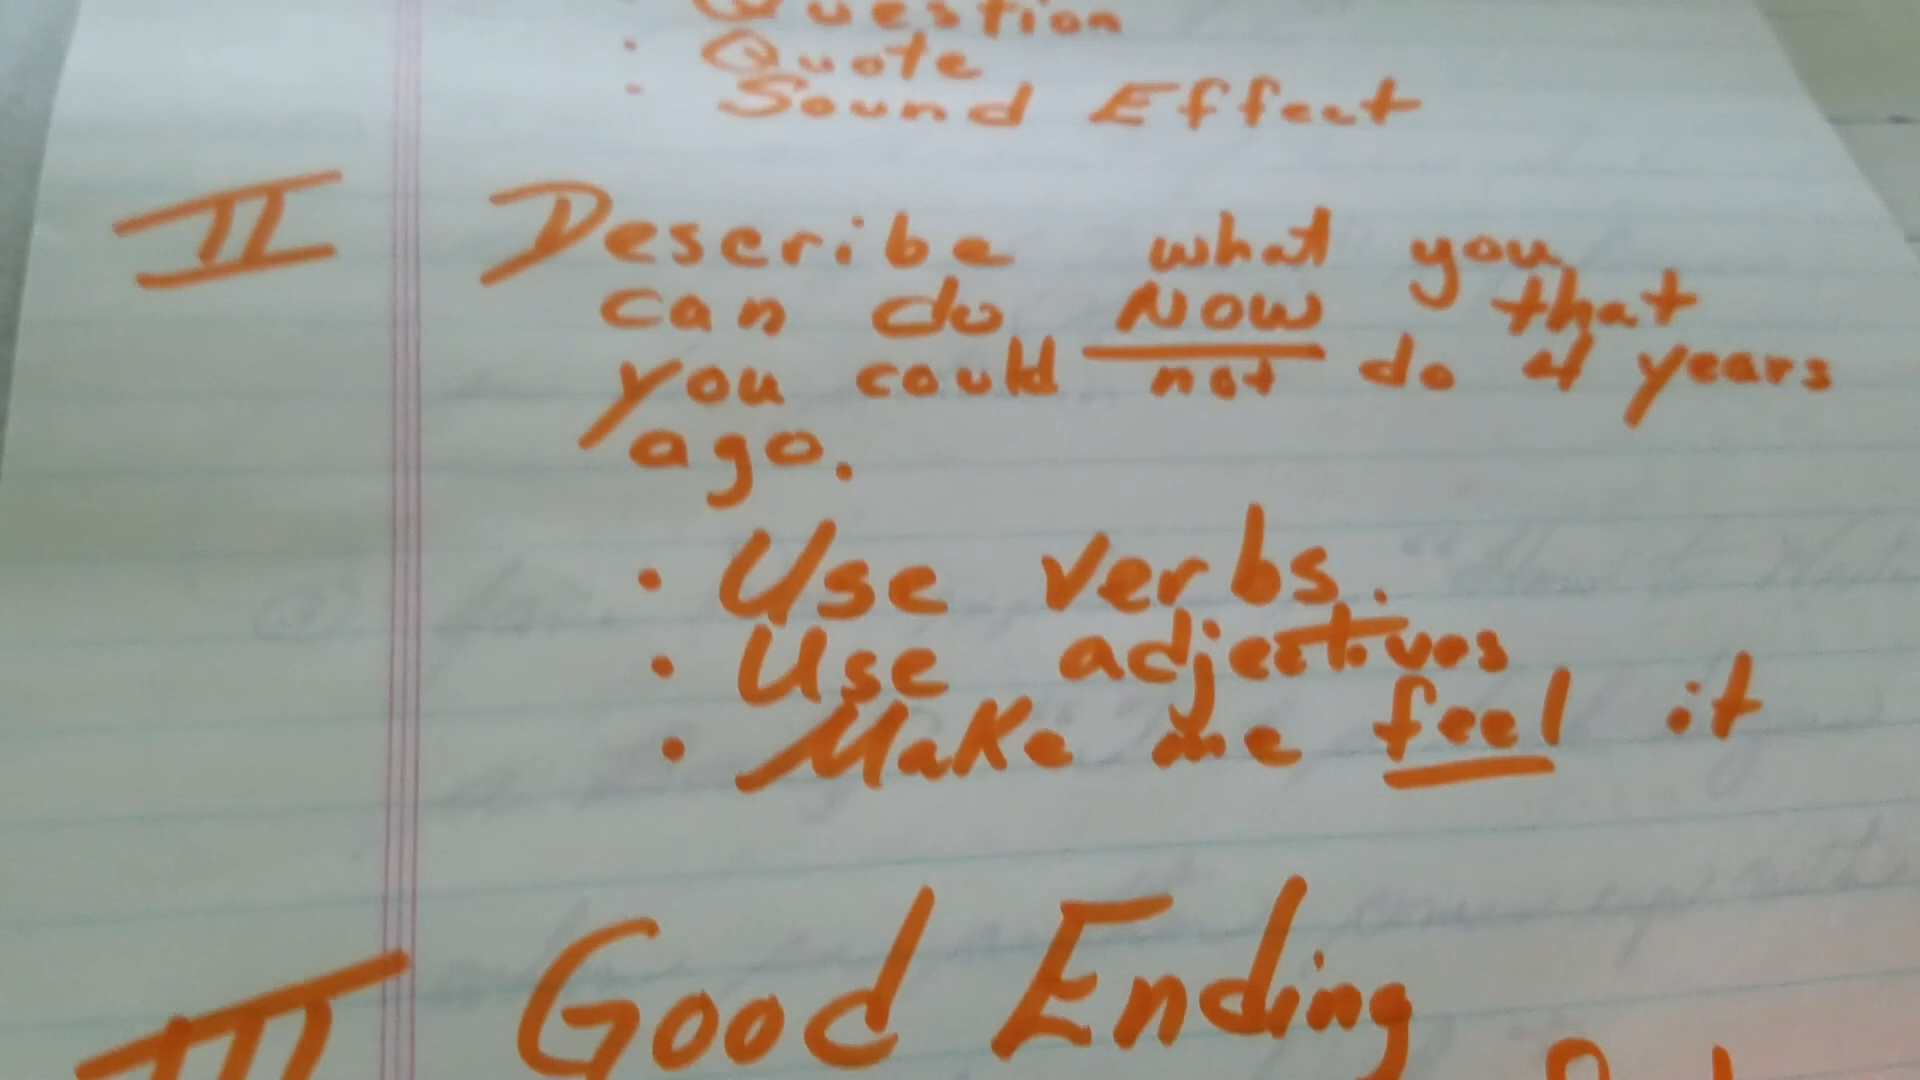 Question
· Quote
· Sound Effect
II Describe what you
can do NOW that
you could not do 4 years
ago.
· Use verbs.
· Use adjectives
· Make me feel it
III Good Ending